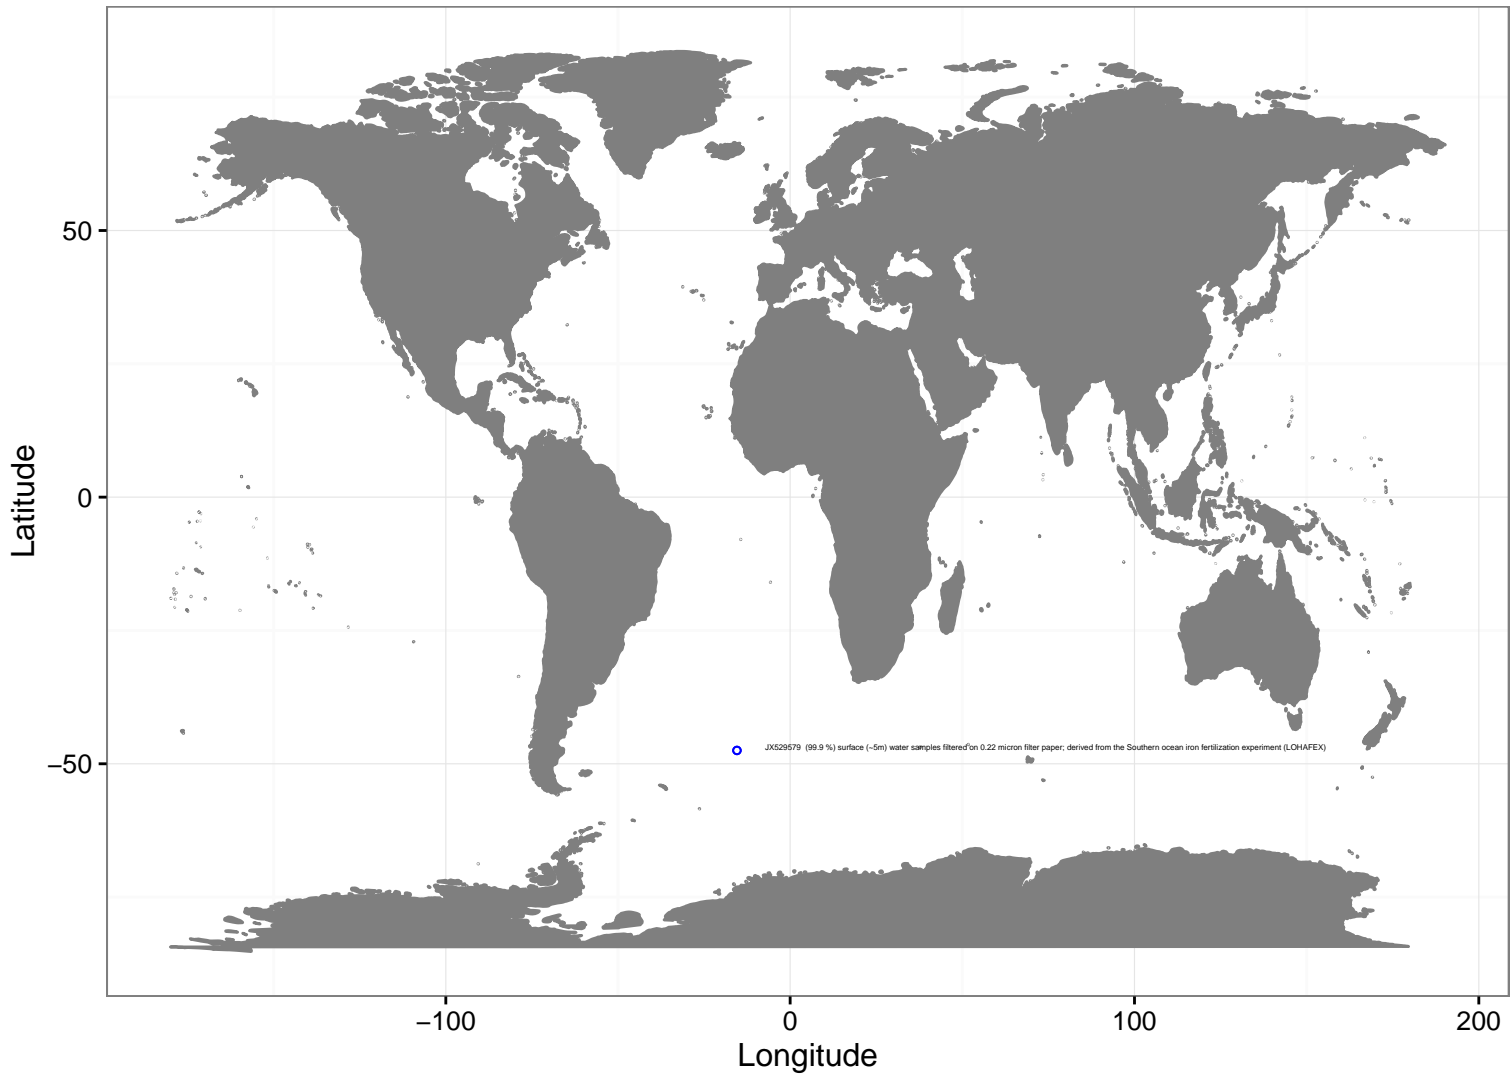 50
0
−50
Latitude
JX529579 (99.9 %) surface (~5m) water samples filtered on 0.22 micron filter paper; derived from the Southern ocean iron fertilization experiment (LOHAFEX)
−100
0
100
200
Longitude